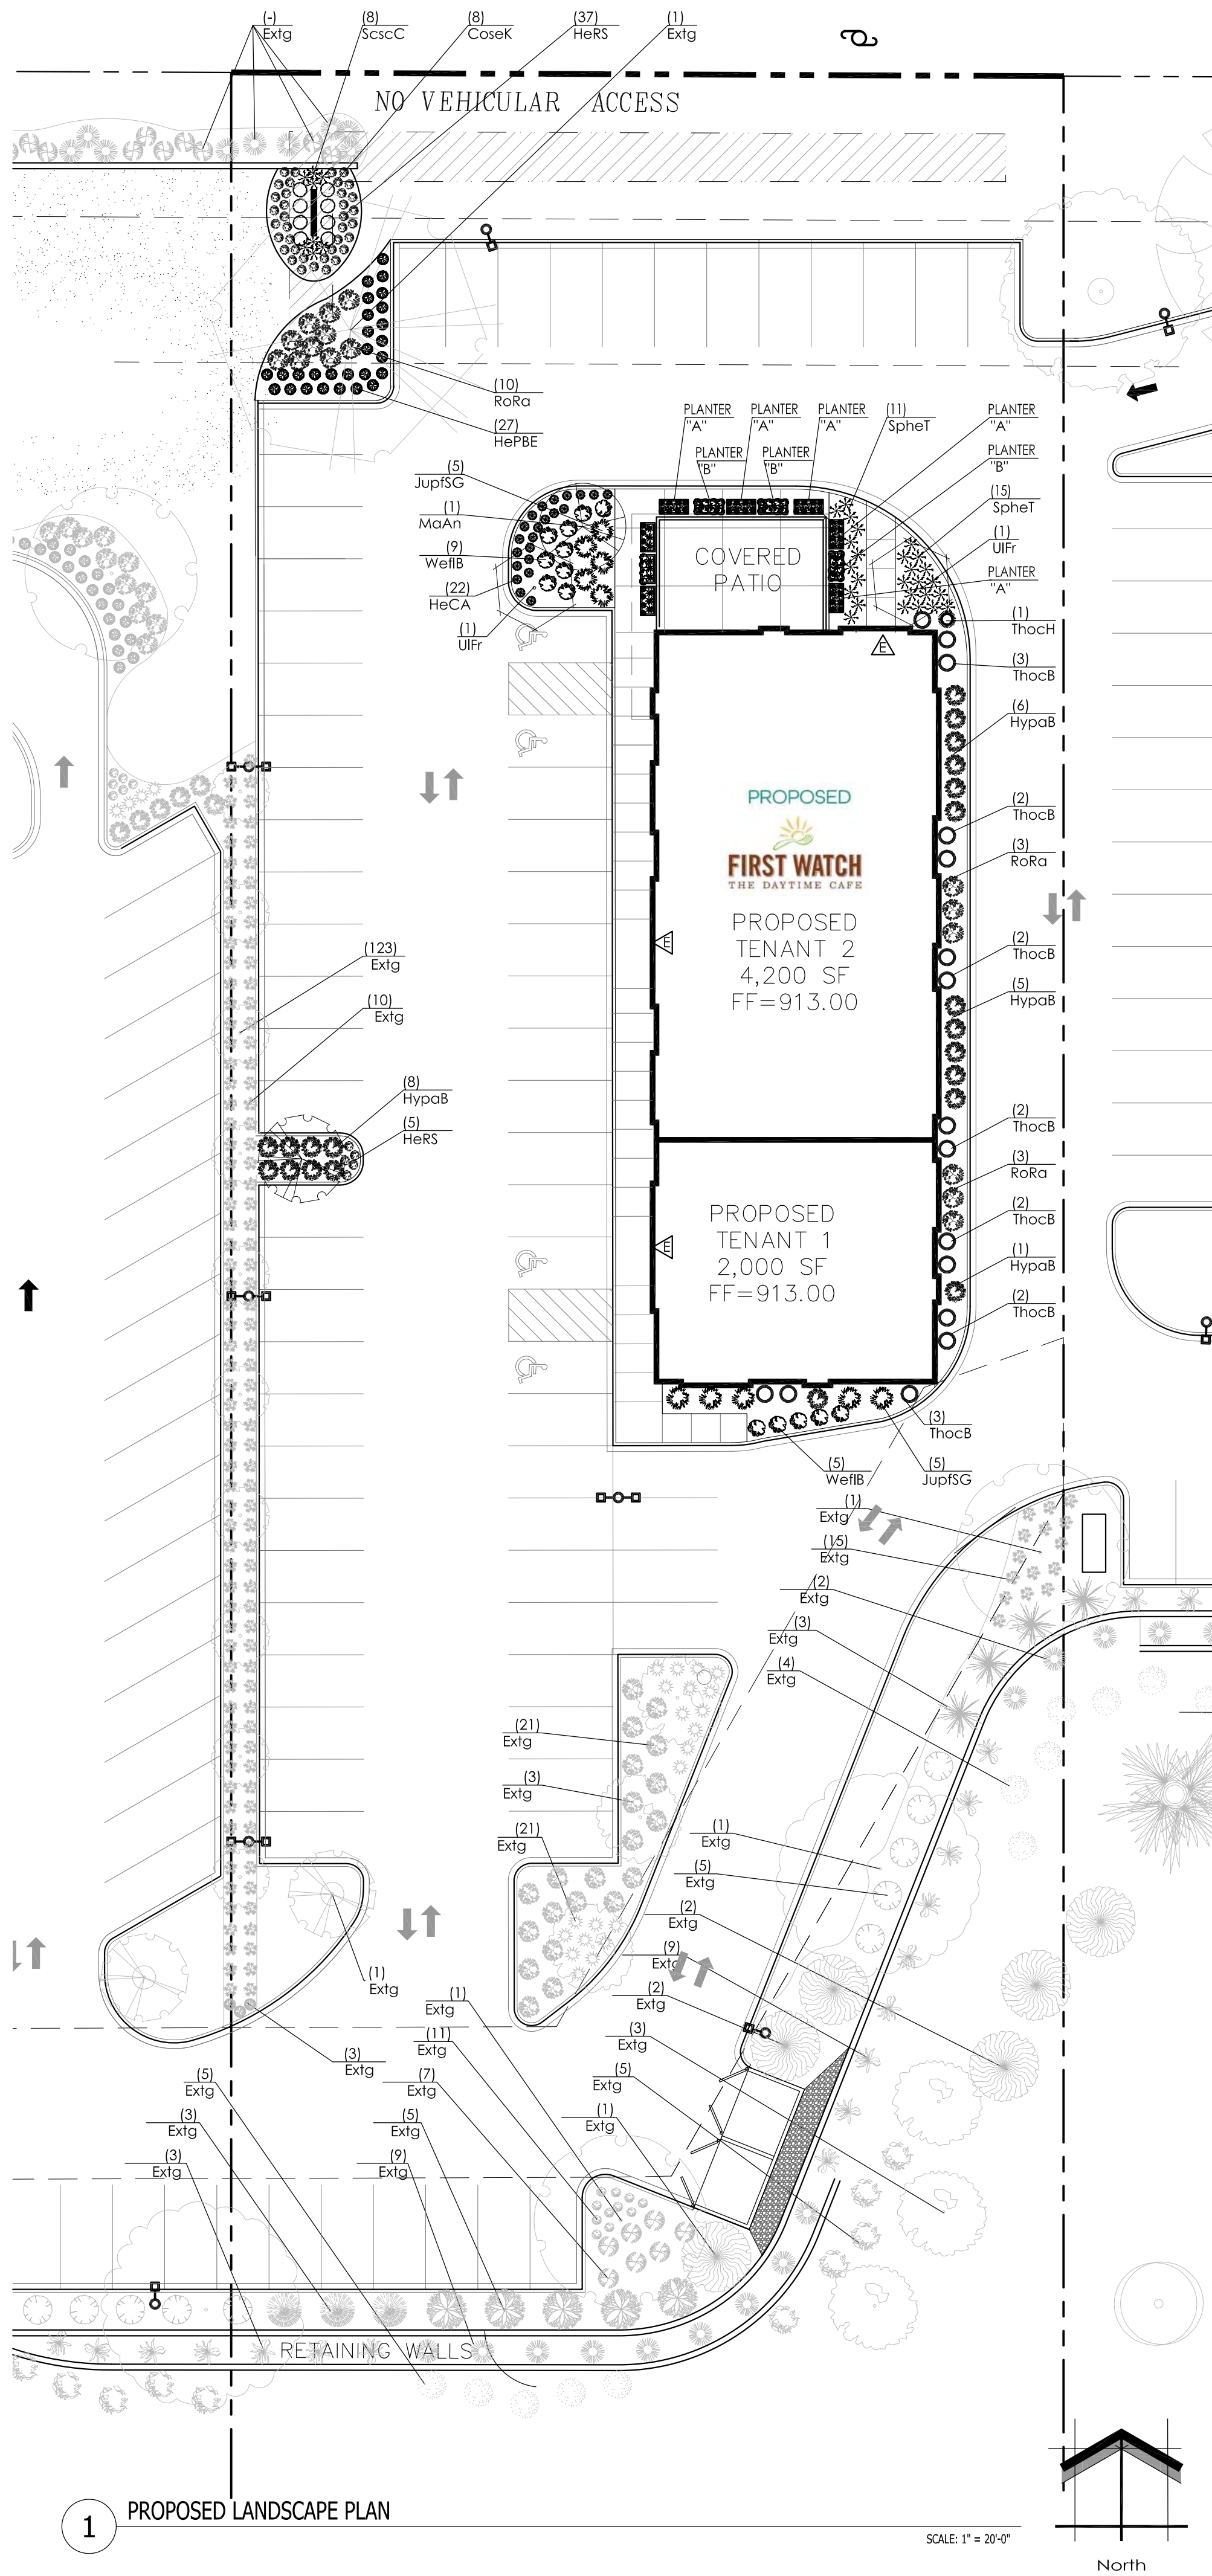 (-)
Extg
(8)
ScscC
(8)
CoseK
(37)
HeRS
(1)
Extg
NO VEHICULAR ACCESS
(10)
RoRa
(27)
HePBE
PLANTER
"A"
PLANTER
"A"
PLANTER
"A"
(11)
SpheT
PLANTER
"A"
PLANTER
"B"
PLANTER
"B"
PLANTER
"B"
(5)
JupfSG
(15)
SpheT
(1)
MaAn
(1)
UlFr
(9)
WeflB
COVERED
PATIO
PLANTER
"A"
(22)
HeCA
(1)
UlFr
(1)
ThocH
E
(3)
ThocB
(6)
HypaB
PROPOSED
FIRST WATCH
THE DAYTIME CAFE
(2)
ThocB
(3)
RoRa
PROPOSED
TENANT 2
4,200 SF
FF=913.00
E
(2)
ThocB
(123)
Extg
(5)
HypaB
(10)
Extg
(8)
HypaB
(5)
HeRS
(2)
ThocB
(3)
RoRa
PROPOSED
TENANT 1
2,000 SF
FF=913.00
E
(2)
ThocB
(1)
HypaB
(2)
ThocB
(3)
ThocB
(5)
WeflB
(5)
JupfSG
(1)
Extg
(15)
Extg
(2)
Extg
(3)
Extg
(4)
Extg
(21)
Extg
(3)
Extg
(21)
Extg
(1)
Extg
(5)
Extg
(2)
Extg
(9)
Extg
(1)
Extg
(2)
Extg
(1)
Extg
(3)
Extg
(11)
Extg
(3)
Extg
(5)
Extg
(5)
Extg
(7)
Extg
(1)
Extg
(3)
Extg
(5)
Extg
(3)
Extg
(9)
Extg
RETAINING WALLS
1
PROPOSED LANDSCAPE PLAN
SCALE: 1" = 20'-0"
North